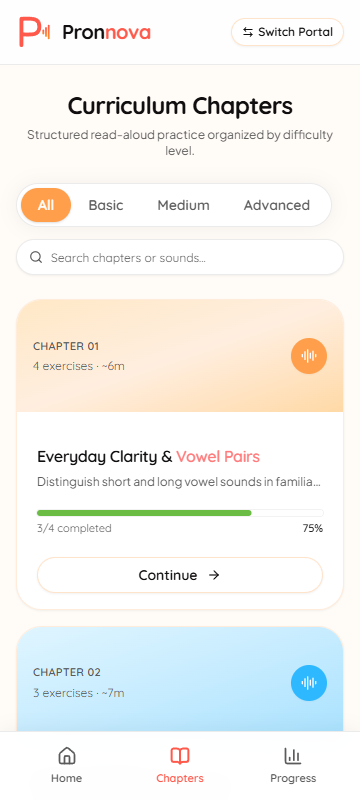 Pronnova
Switch Portal
Curriculum Chapters
Structured read-aloud practice organized by difficulty
level.
All Basic Medium Advanced
Search chapters or sounds...
CHAPTER 01
4 exercises · ~6m
Everyday Clarity & Vowel Pairs
Distinguish short and long vowel sounds in familia...
3/4 completed 75%
Continue
CHAPTER 02
3 exercises · ~7m
Home Chapters Progress